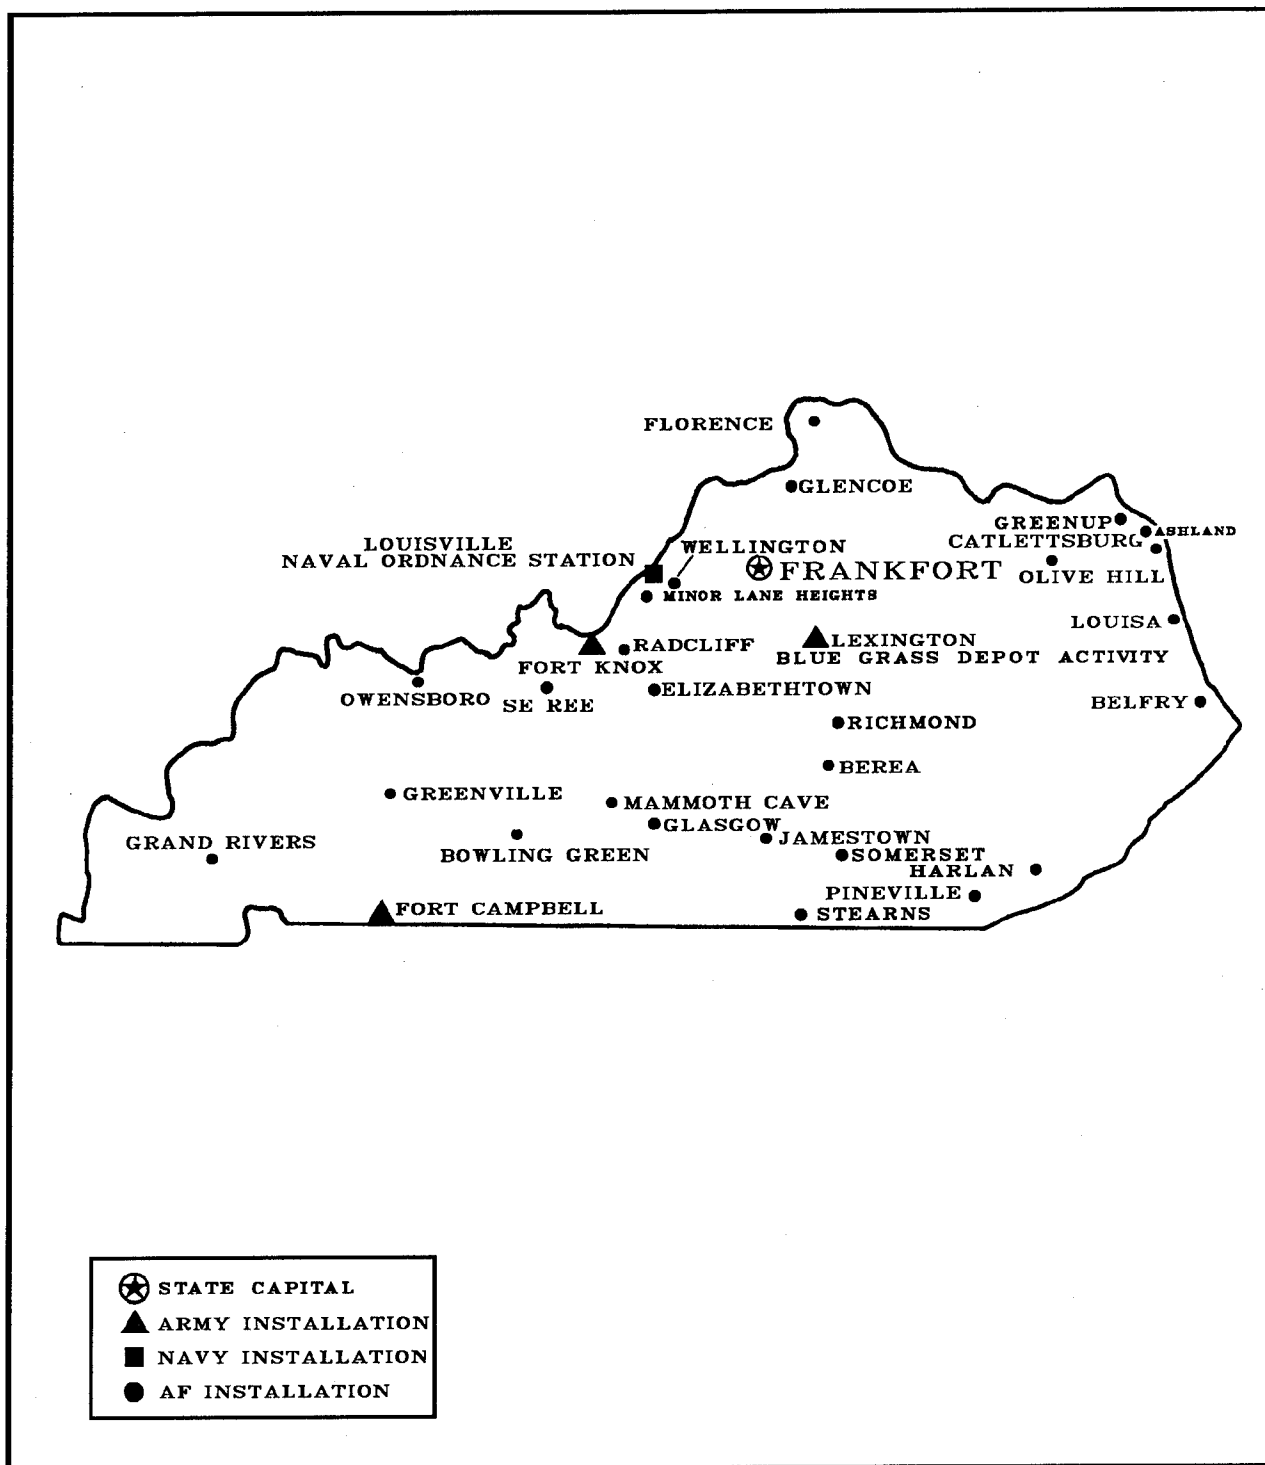 FLORENCE
GLENCOE
GREENUP
ASHLAND
CATLETTSBURG
LOUISVILLE
NAVAL ORDNANCE STATION
WELLINGTON
FRANKFORT
OLIVE HILL
MINOR LANE HEIGHTS
LOUISA
RADCLIFF
LEXINGTON
BLUE GRASS DEPOT ACTIVITY
FORT KNOX
OWENSBORO
SE REE
ELIZABETHTOWN
BELFRY
RICHMOND
BEREA
GREENVILLE
MAMMOTH CAVE
GLASGOW
GRAND RIVERS
BOWLING GREEN
JAMESTOWN
SOMERSET
HARLAN
PINEVILLE
FORT CAMPBELL
STEARNS
STATE CAPITAL
ARMY INSTALLATION
NAVY INSTALLATION
AF INSTALLATION